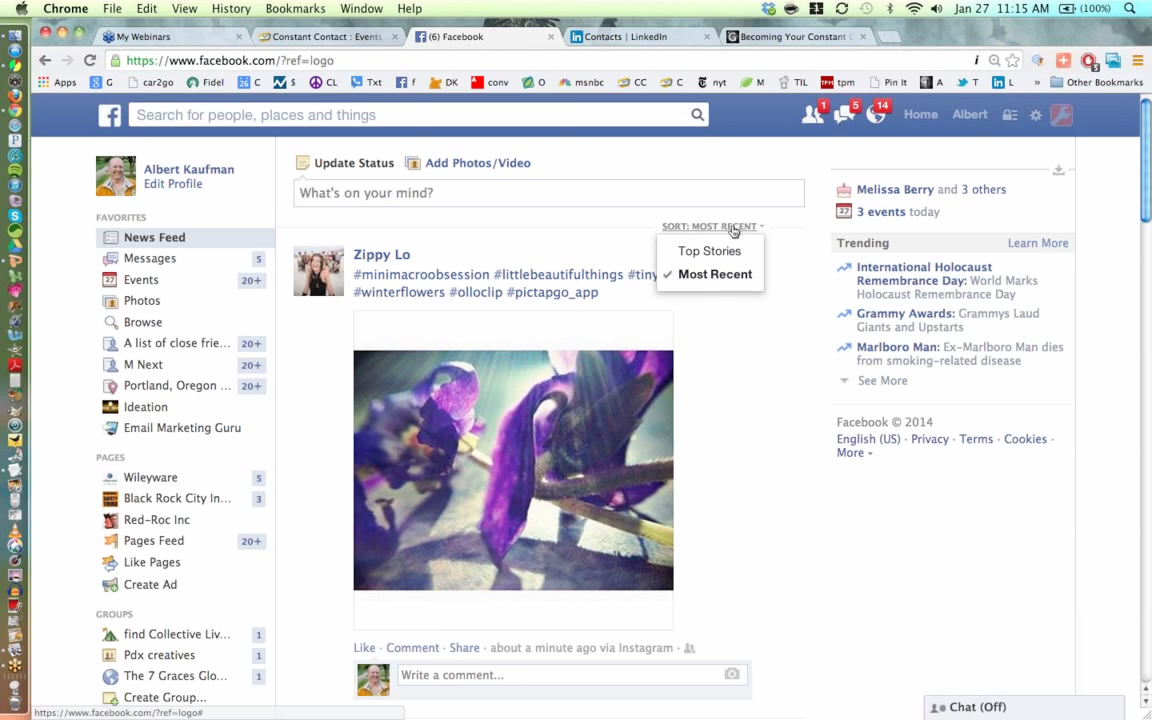 Chrome File Edit View History Bookmarks Window Help
Jan 27 11:15 AM (100%)
My Webinars
Constant Contact : Events
(6) Facebook
Contacts | LinkedIn
Becoming Your Constant C
https://www.facebook.com/?ref=logo
Apps G car2go Fidel 26 C $ CL Txt f DK conv O msnbc CC C nyt M TIL tpm Pin It A T L » Other Bookmarks
Search for people, places and things
1 5 14
Home Albert
Albert Kaufman
Edit Profile
FAVORITES
News Feed
Messages 5
Events 20+
Photos
Browse
A list of close frie... 20+
M Next 20+
Portland, Oregon ... 20+
Ideation
Email Marketing Guru
PAGES
Wileyware 5
Black Rock City In... 3
Red-Roc Inc
Pages Feed 20+
Like Pages
Create Ad
GROUPS
find Collective Liv... 1
Pdx creatives 1
The 7 Graces Glo... 1
Create Group...
https://www.facebook.com/?ref=logo#
Update Status Add Photos/Video
What's on your mind?
SORT: MOST RECENT
Top Stories
✓ Most Recent
Zippy Lo
#minimacroobsession #littlebeautifulthings #tiny
#winterflowers #olloclip #pictapgo_app
Like · Comment · Share · about a minute ago via Instagram ·
Write a comment...
Melissa Berry and 3 others
27 3 events today
Trending Learn More
International Holocaust
Remembrance Day: World Marks
Holocaust Remembrance Day
Grammy Awards: Grammys Laud
Giants and Upstarts
Marlboro Man: Ex-Marlboro Man dies
from smoking-related disease
See More
Facebook © 2014
English (US) · Privacy · Terms · Cookies ·
More
Chat (Off)